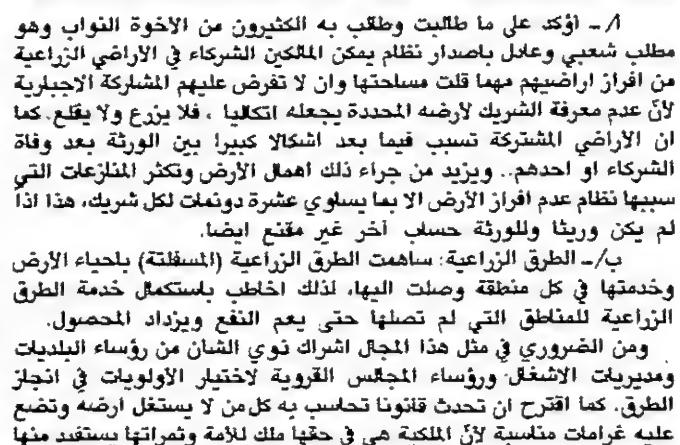 أ/ـ اؤكد على ما طالبت وطالب به الكثيرون من الاخوة النواب وهو
مطلب شعبي وعادل باصدار نظام يمكن المالكين الشركاء في الاراضي الزراعية
من افراز اراضيهم مهما قلت مساحتها وان لا تفرض عليهم المشاركة الاجبارية
لأنّ عدم معرفة الشريك لأرضه المحددة يجعله اتكاليا ، فلا يزرع ولا يقلع. كما
ان الأراضي المشتركة تسبب فيما بعد اشكالا كبيرا بين الورثة بعد وفاة
الشركاء او احدهم.. ويزيد من جراء ذلك اهمال الأرض وتكثر المنازعات التي
سببها نظام عدم افراز الأرض الا بما يساوي عشرة دونمات لكل شريك، هذا اذا
لم يكن وريثا وللورثة حساب آخر غير مقنع ايضا.
ب/ـ الطرق الزراعية: ساهمت الطرق الزراعية (المسفلتة) باحياء الأرض
وخدمتها في كل منطقة وصلت اليها، لذلك اخاطب باستكمال خدمة الطرق
الزراعية للمناطق التي لم تصلها حتى يعم النفع ويزداد المحصول.
ومن الضروري في مثل هذا المجال اشراك ذوي الشان من رؤساء البلديات
ومديريات الاشغال ورؤساء المجالس القروية لاختيار الأولويات في انجاز
الطرق. كما اقترح ان تحدث قانونا تحاسب به كل من لا يستغل ارضه وتضع
عليه غرامات مناسبة لأنّ الملكية هي في حقها ملك للأمة وثمراتها يستفيد منها